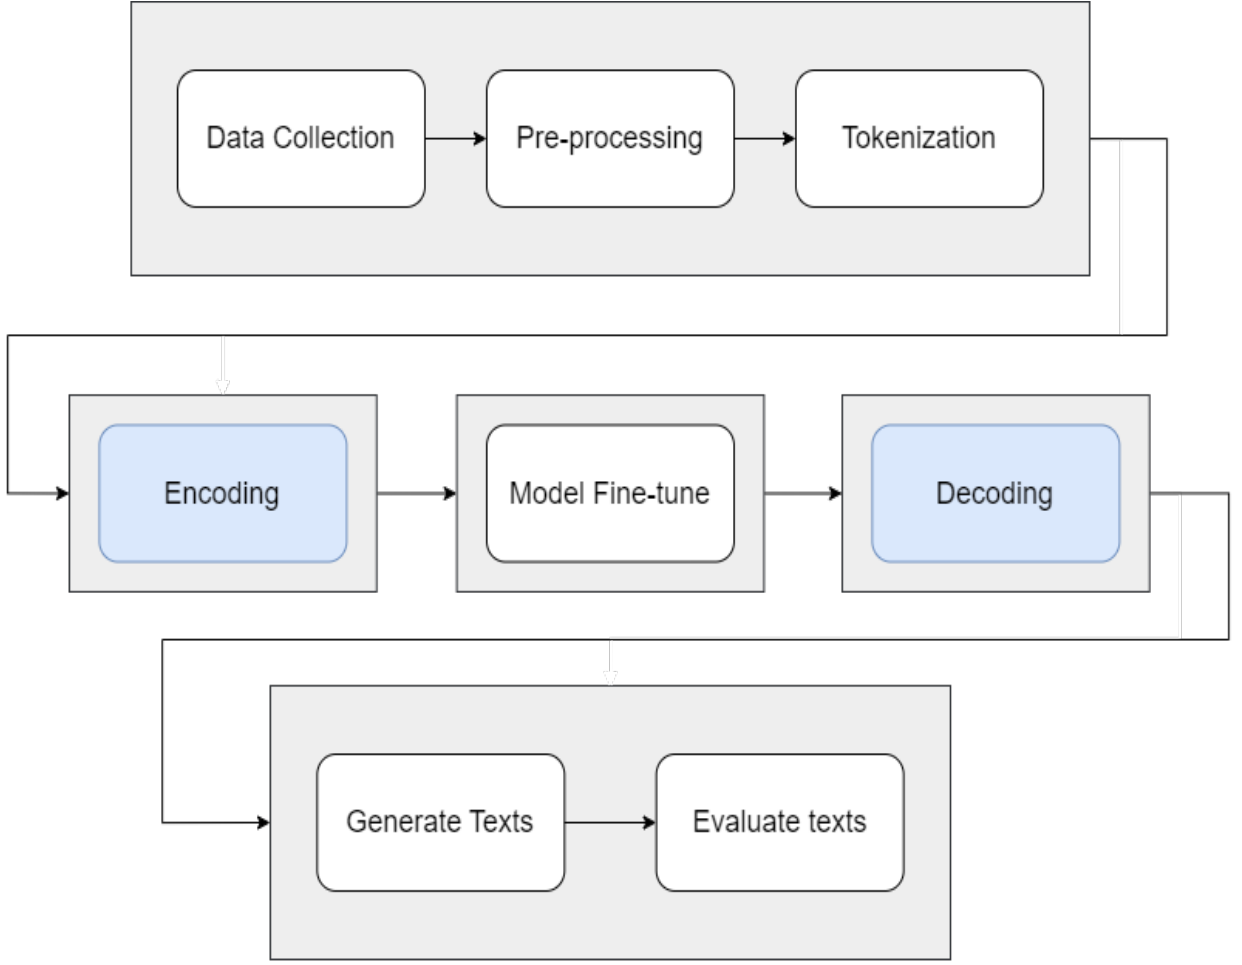 Data Collection
Pre-processing
Tokenization
Encoding
Model Fine-tune
Decoding
Generate Texts
Evaluate texts